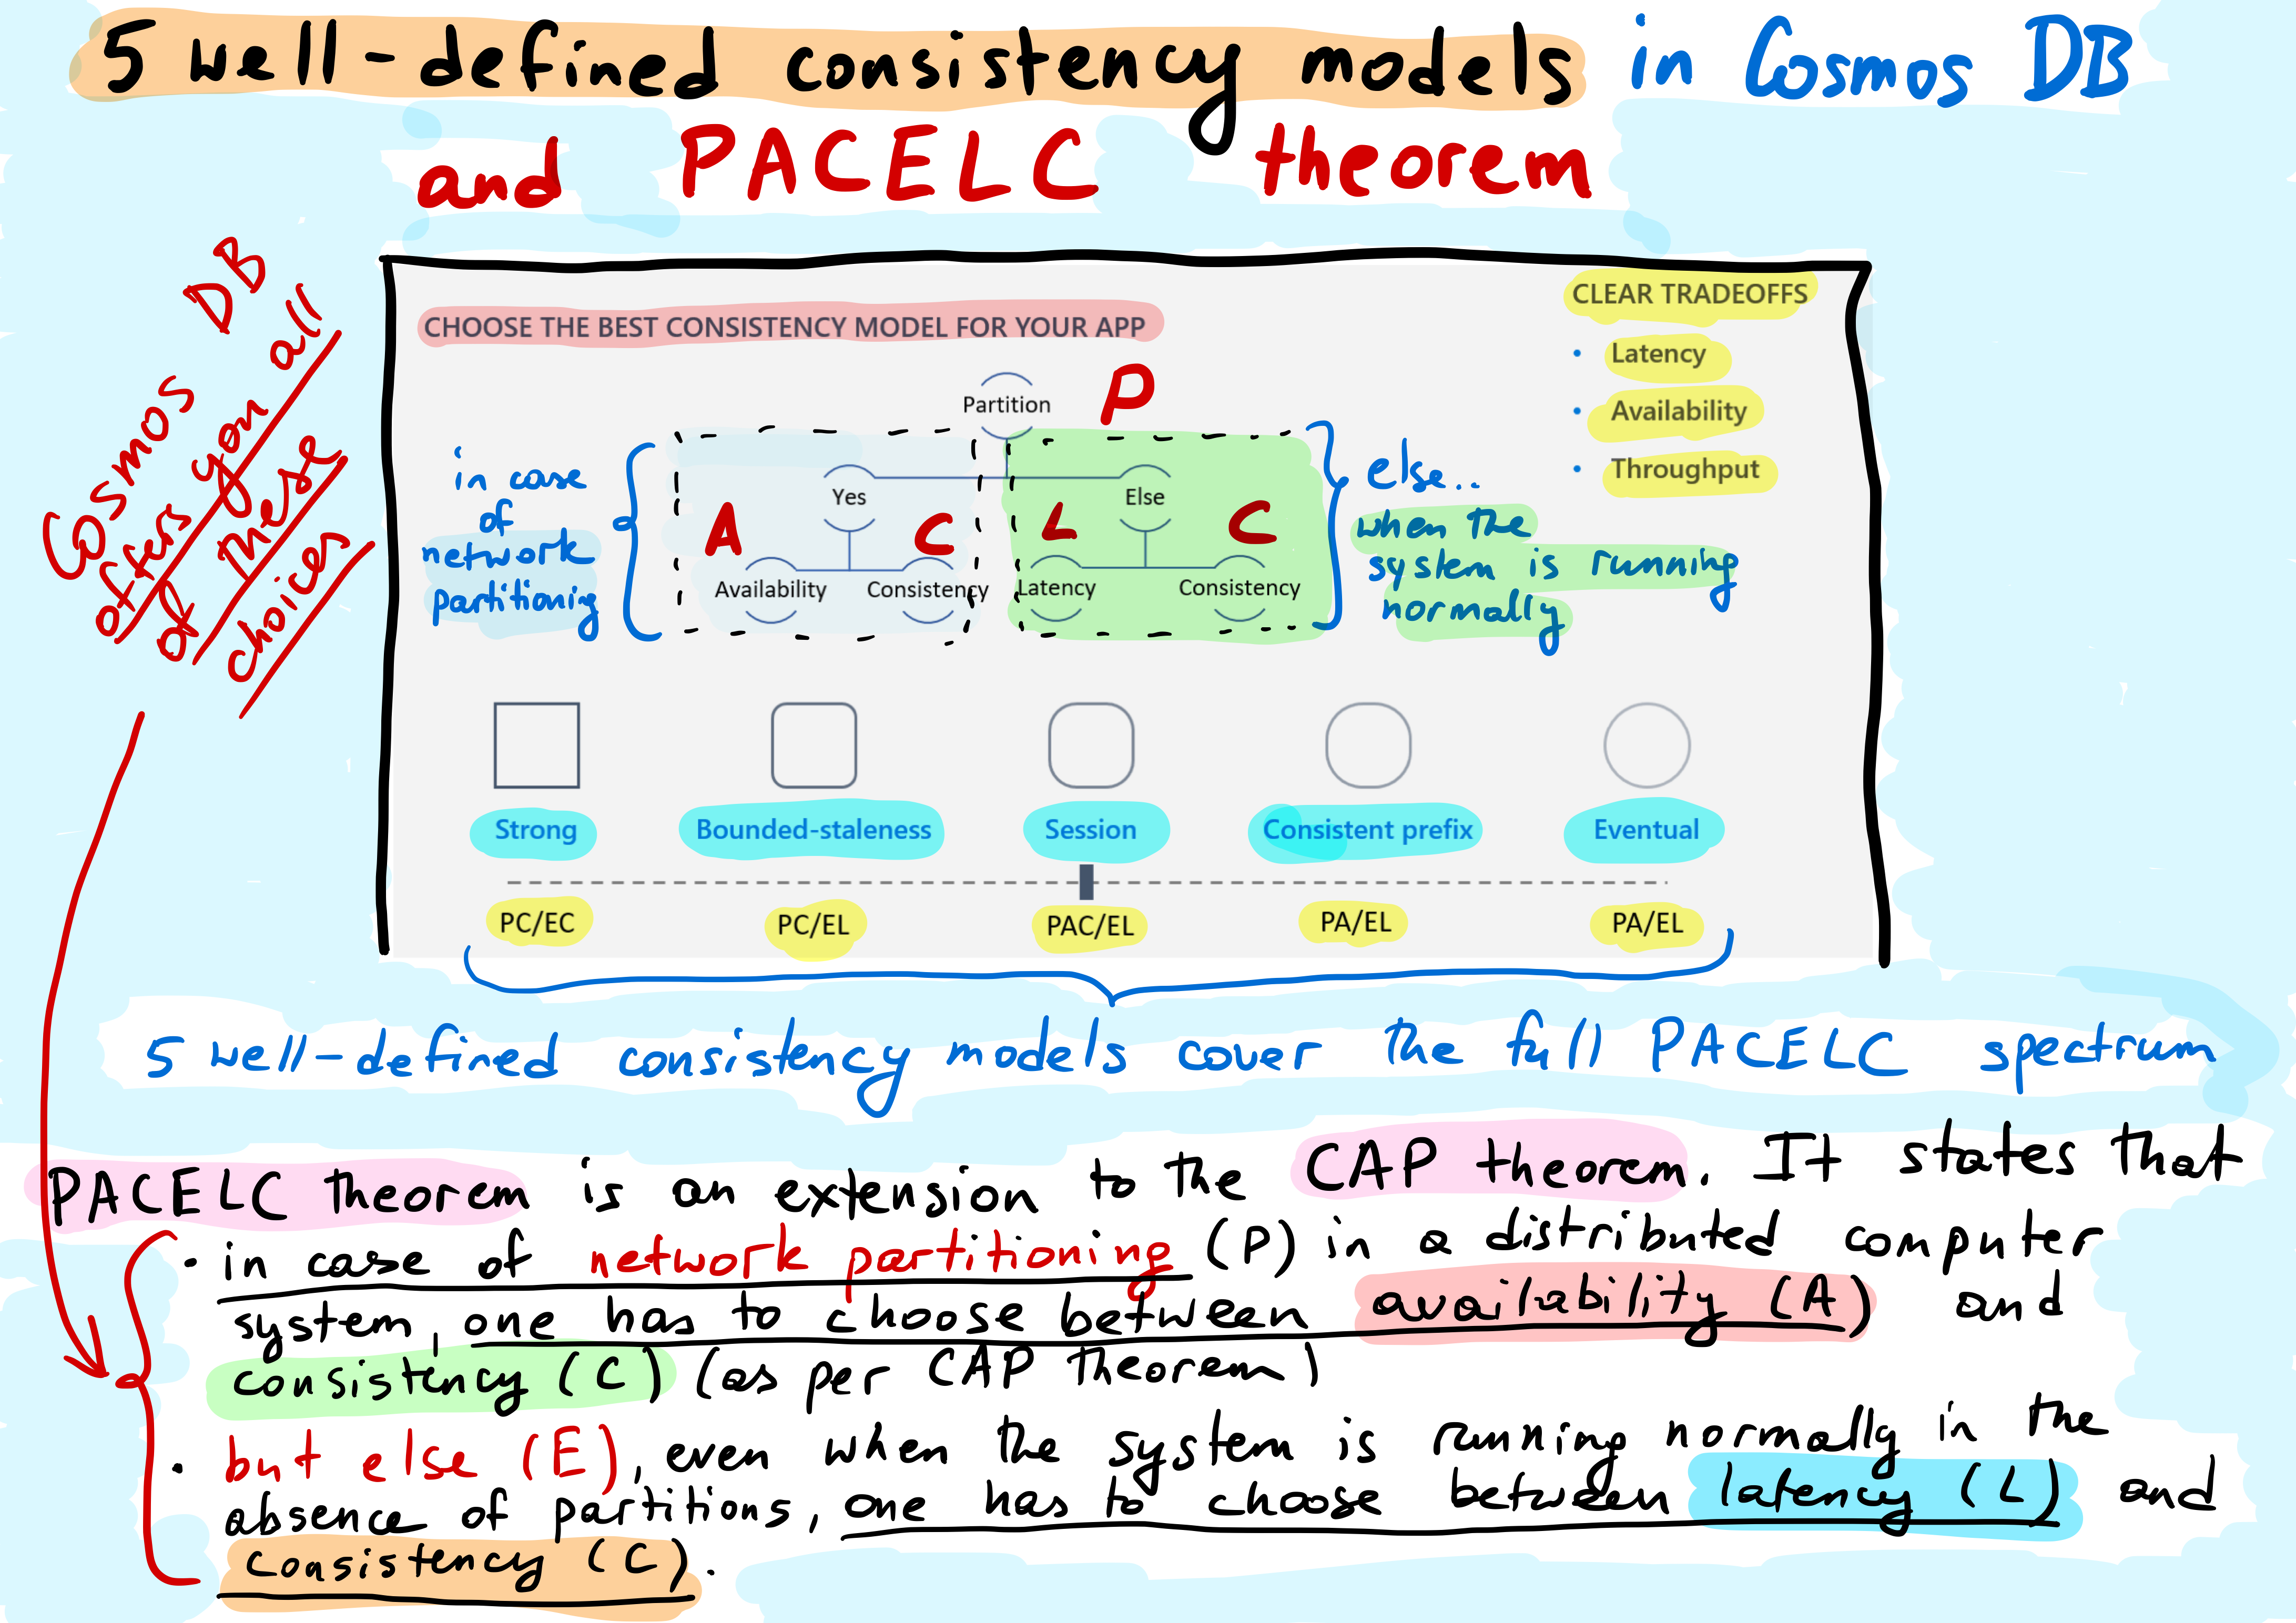 5 well-defined consistency models in Cosmos DB
and PACELC theorem
Cosmos DB
offers you all
of these
choices
CHOOSE THE BEST CONSISTENCY MODEL FOR YOUR APP
CLEAR TRADEOFFS
• Latency
• Availability
• Throughput
Partition
P
in case
of
network
partitioning
Yes
Else
A
C
L
C
Availability
Consistency
Latency
Consistency
else..
when the
system is running
normally
Strong
Bounded-staleness
Session
Consistent prefix
Eventual
PC/EC
PC/EL
PAC/EL
PA/EL
PA/EL
5 well-defined consistency models cover the full PACELC spectrum
PACELC theorem is an extension to the CAP theorem. It states that
· in case of network partitioning (P) in a distributed computer
system, one has to choose between availability (A) and
consistency (C) (as per CAP theorem)
· but else (E), even when the system is running normally in the
absence of partitions, one has to choose between latency (L) and
consistency (C).